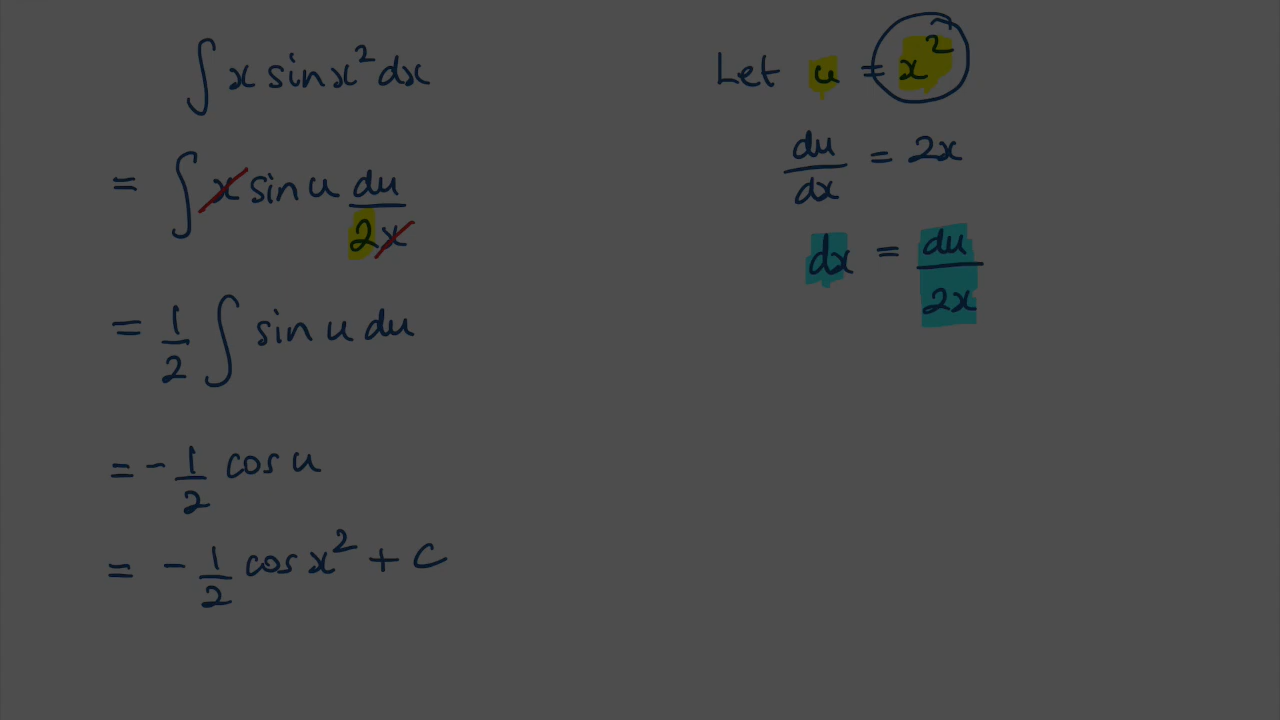 ∫ x sin x² dx
= ∫ x sin u du/2x
= 1/2 ∫ sin u du
= - 1/2 cos u
= - 1/2 cos x² + C
Let u = x²
du/dx = 2x
dx = du/2x